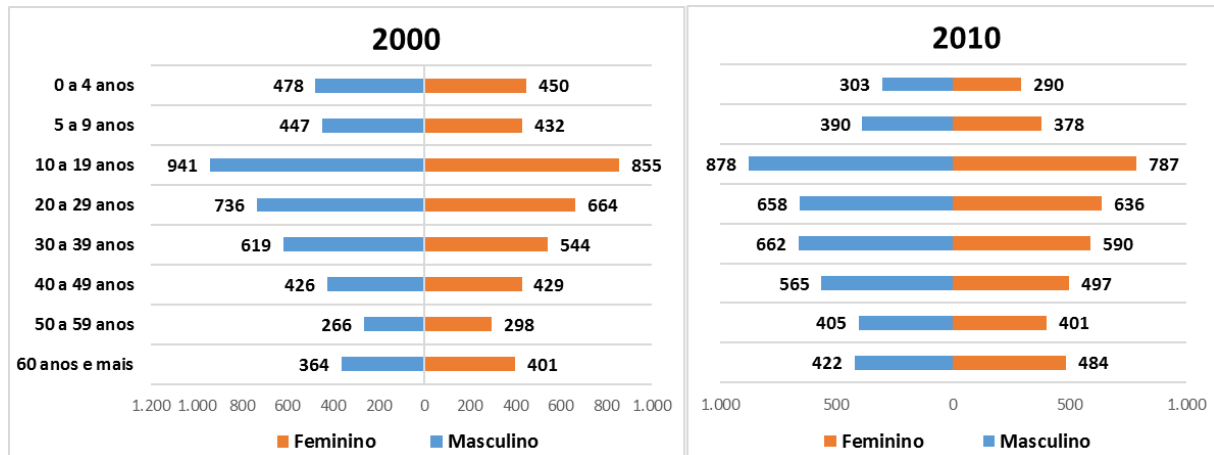 2000
0 a 4 anos 478 450
5 a 9 anos 447 432
10 a 19 anos 941 855
20 a 29 anos 736 664
30 a 39 anos 619 544
40 a 49 anos 426 429
50 a 59 anos 266 298
60 anos e mais 364 401
1.200 1.000 800 600 400 200 0 200 400 600 800 1.000
Feminino Masculino
2010
303 290
390 378
878 787
658 636
662 590
565 497
405 401
422 484
1.000 500 0 500 1.000
Feminino Masculino